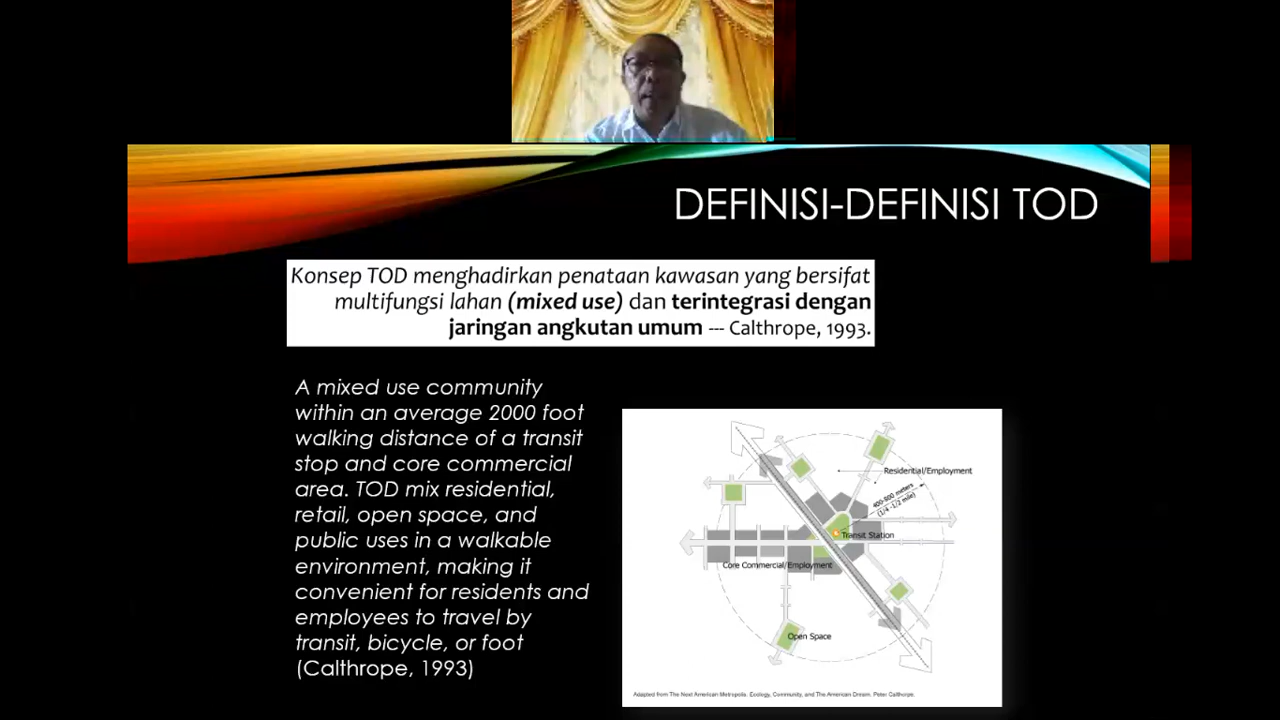 DEFINISI-DEFINISI TOD
Konsep TOD menghadirkan penataan kawasan yang bersifat
multifungsi lahan (mixed use) dan terintegrasi dengan
jaringan angkutan umum --- Calthrope, 1993.
A mixed use community
within an average 2000 foot
walking distance of a transit
stop and core commercial
area. TOD mix residential,
retail, open space, and
public uses in a walkable
environment, making it
convenient for residents and
employees to travel by
transit, bicycle, or foot
(Calthrope, 1993)
Residential/Employment
400-800 meters
(1/4 -1/2 mile)
Transit Station
Core Commercial/Employment
Open Space
Adapted from The Next American Metropolis. Ecology, Community, and The American Dream. Peter Calthorpe.